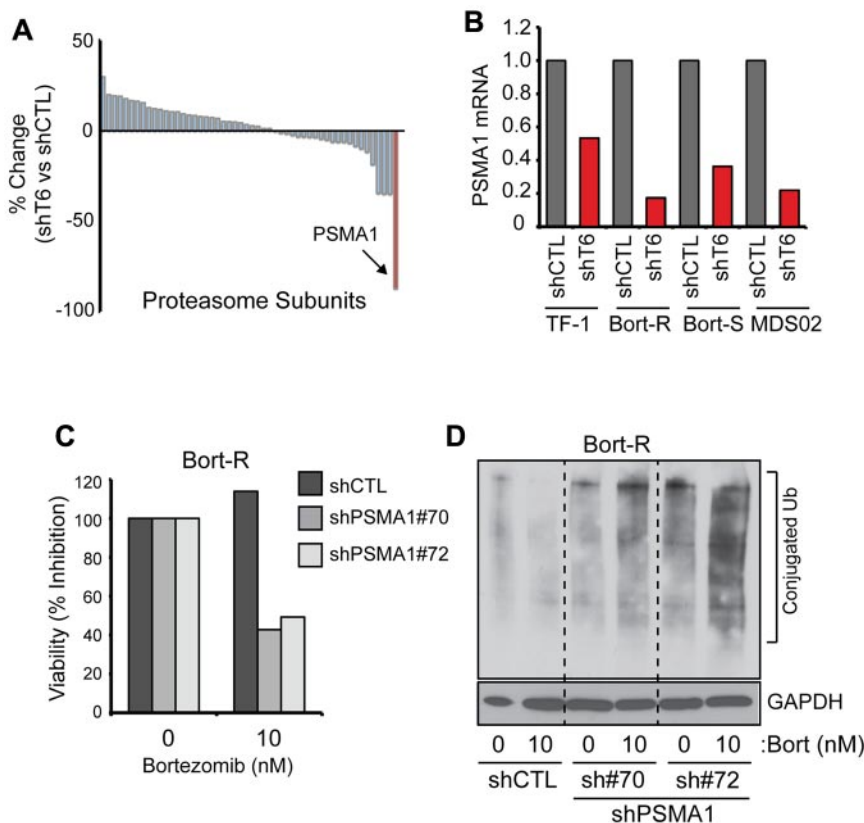 A
50
0
-50
-100
% Change
(shT6 vs shCTL)
PSMA1
Proteasome Subunits
B
1.2
1.0
0.8
0.6
0.4
0.2
0
PSMA1 mRNA
shCTL
shT6
shCTL
shT6
shCTL
shT6
shCTL
shT6
TF-1 Bort-R Bort-S MDS02
C
Bort-R
120
100
80
60
40
20
0
Viability (% Inhibition)
shCTL
shPSMA1#70
shPSMA1#72
0 10
Bortezomib (nM)
D
Bort-R
Conjugated Ub
GAPDH
0 10 0 10 0 10 :Bort (nM)
shCTL sh#70 sh#72
shPSMA1